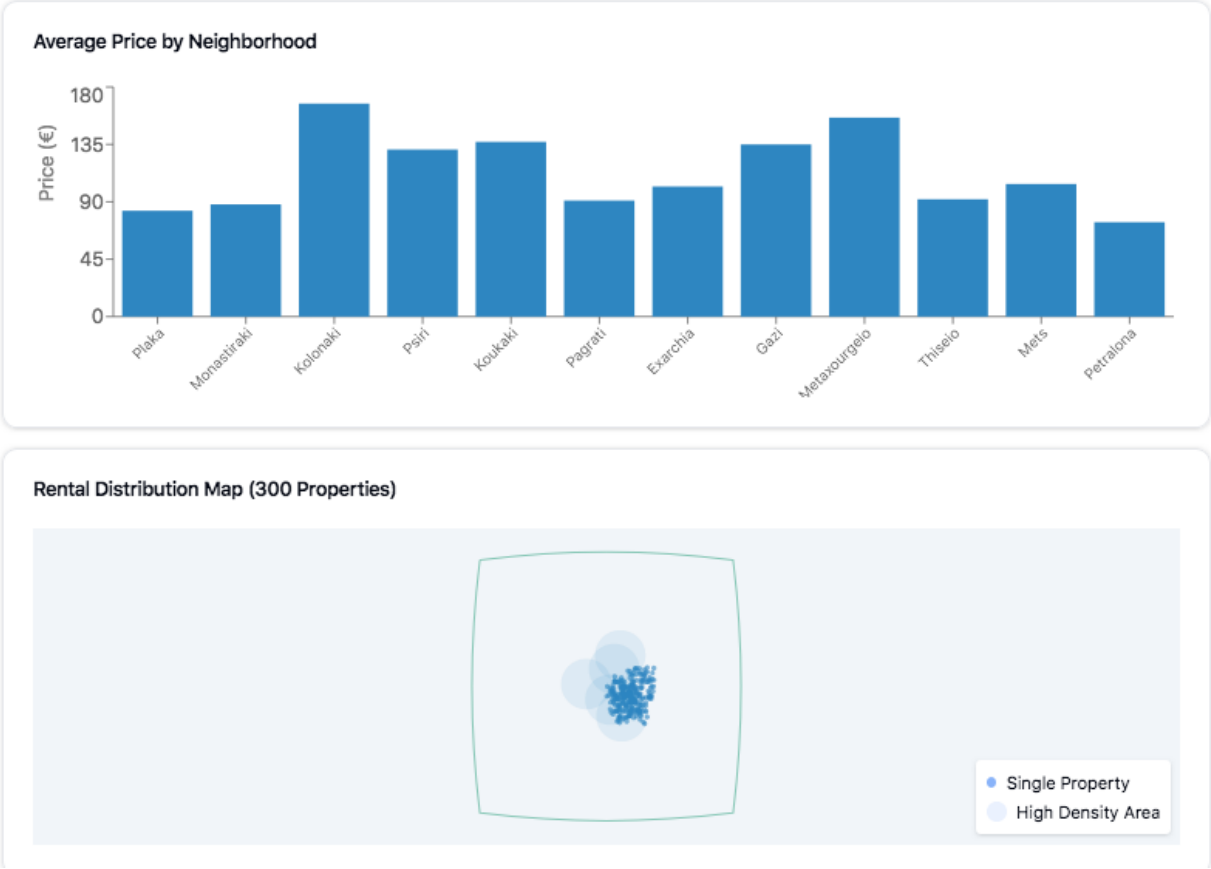 Average Price by Neighborhood
Price (€)
180
135
90
45
0
Plaka
Monastiraki
Kolonaki
Psiri
Koukaki
Pagrati
Exarchia
Gazi
Metaxourgeio
Thiseio
Mets
Petralona
Rental Distribution Map (300 Properties)
Single Property
High Density Area